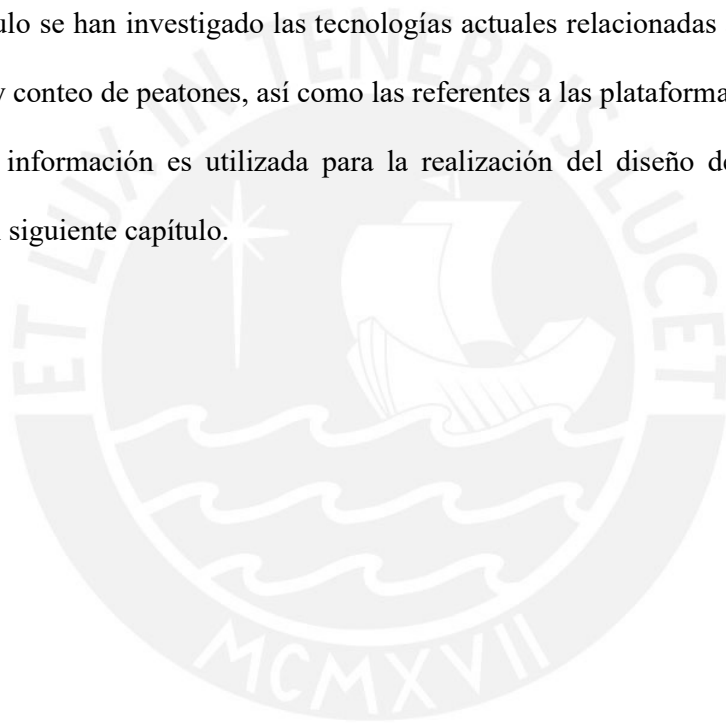 ulo se han investigado las tecnologías actuales relacionadas
y conteo de peatones, así como las referentes a las plataforma
información es utilizada para la realización del diseño de
siguiente capítulo.
ET LUX IN TENEBRIS LUCET
MCMXVII